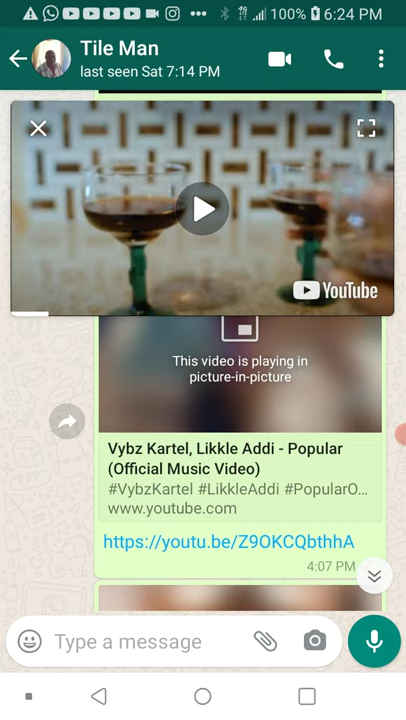 100% 6:24 PM
Tile Man
last seen Sat 7:14 PM
YouTube
This video is playing in
picture-in-picture
Vybz Kartel, Likkle Addi - Popular
(Official Music Video)
#VybzKartel #LikkleAddi #PopularO...
www.youtube.com
https://youtu.be/Z9OKCQbthhA
4:07 PM
Type a message